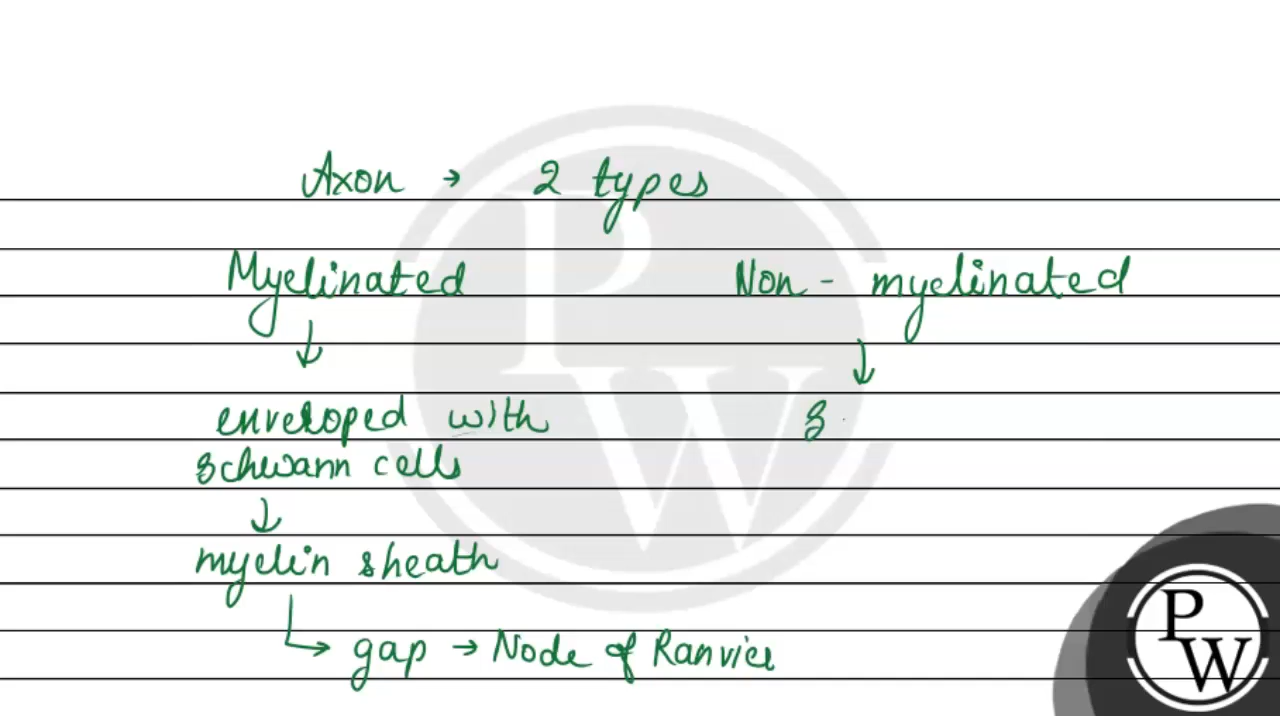 Axon → 2 types
Myelinated Non - myelinated
↓ ↓
enveloped with
schwann cells
↓
myelin sheath
↳ gap → Node of Ranvier
P
W
P
W